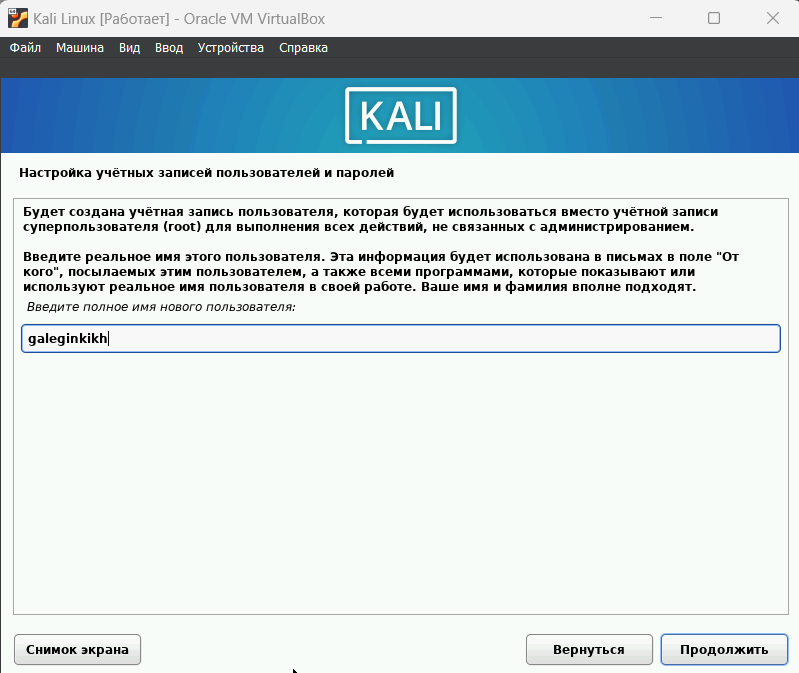 Kali Linux [Работает] - Oracle VM VirtualBox
Файл Машина Вид Ввод Устройства Справка
KALI
Настройка учётных записей пользователей и паролей
Будет создана учётная запись пользователя, которая будет использоваться вместо учётной записи
суперпользователя (root) для выполнения всех действий, не связанных с администрированием.
Введите реальное имя этого пользователя. Эта информация будет использована в письмах в поле "От
кого", посылаемых этим пользователем, а также всеми программами, которые показывают или
используют реальное имя пользователя в своей работе. Ваше имя и фамилия вполне подходят.
Введите полное имя нового пользователя:
galeginkikh
Снимок экрана Вернуться Продолжить